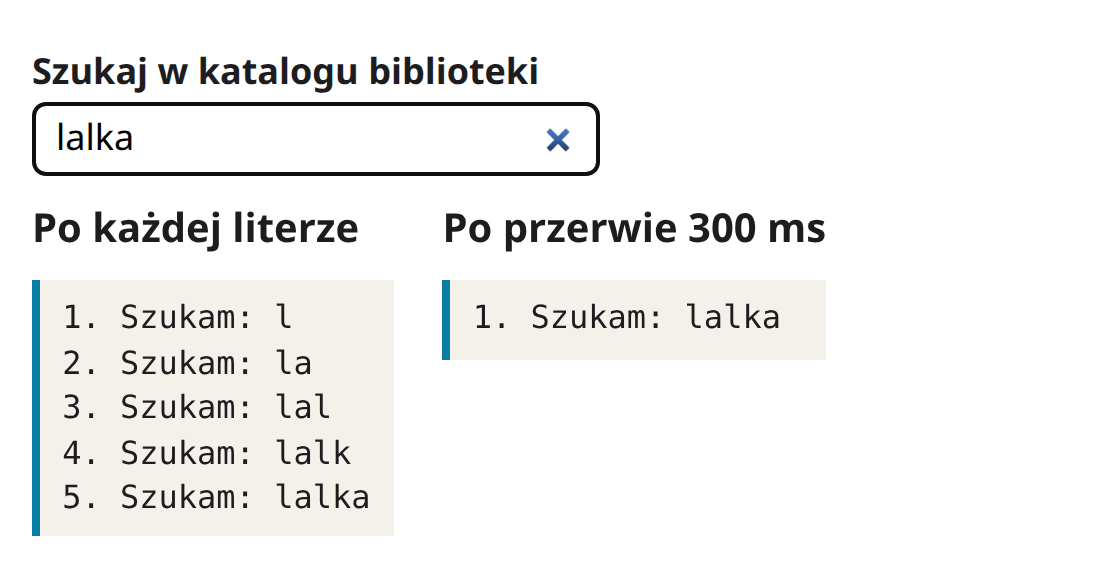 Szukaj w katalogu biblioteki
lalka
Po każdej literze
1. Szukam: l
2. Szukam: la
3. Szukam: lal
4. Szukam: lalk
5. Szukam: lalka
Po przerwie 300 ms
1. Szukam: lalka